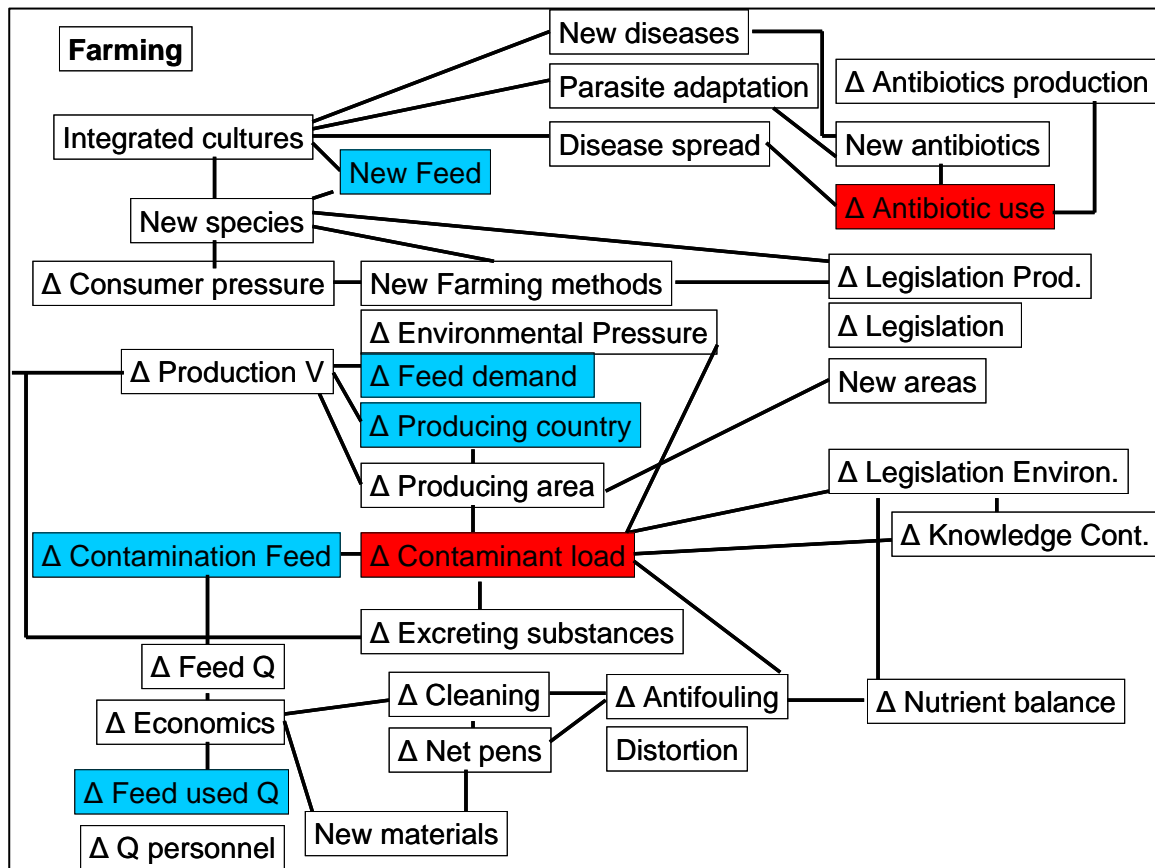 Farming
New diseases
Parasite adaptation
Δ Antibiotics production
Integrated cultures
Disease spread
New antibiotics
New Feed
Δ Antibiotic use
New species
Δ Consumer pressure
New Farming methods
Δ Legislation Prod.
Δ Environmental Pressure
Δ Legislation
Δ Production V
Δ Feed demand
New areas
Δ Producing country
Δ Producing area
Δ Legislation Environ.
Δ Contamination Feed
Δ Contaminant load
Δ Knowledge Cont.
Δ Excreting substances
Δ Feed Q
Δ Cleaning
Δ Antifouling
Δ Nutrient balance
Δ Economics
Δ Net pens
Distortion
Δ Feed used Q
New materials
Δ Q personnel